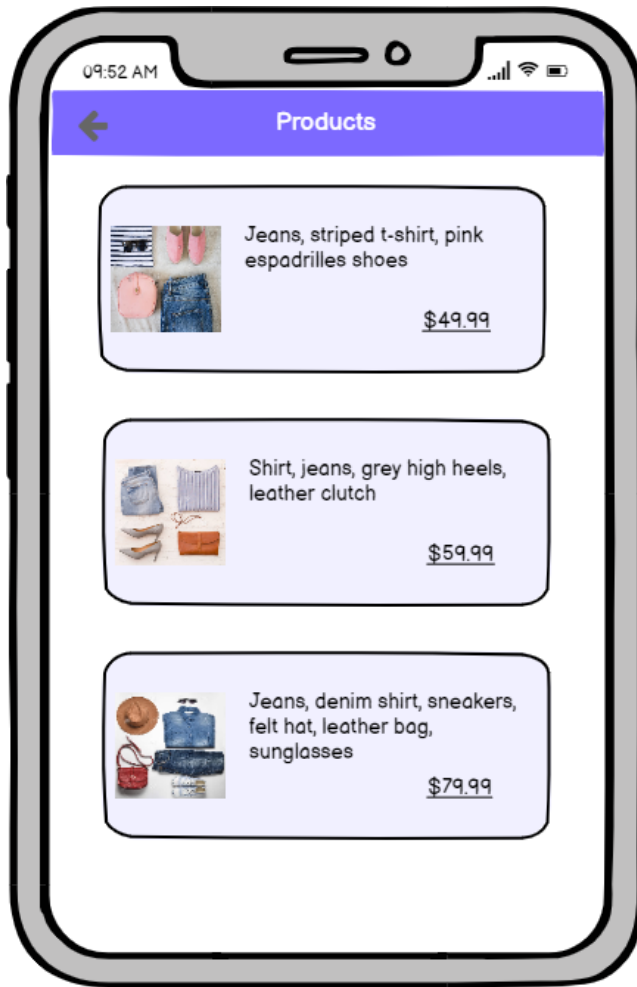 09:52 AM
Products
Jeans, striped t-shirt, pink
espadrilles shoes
$49.99
Shirt, jeans, grey high heels,
leather clutch
$59.99
Jeans, denim shirt, sneakers,
felt hat, leather bag,
sunglasses
$79.99